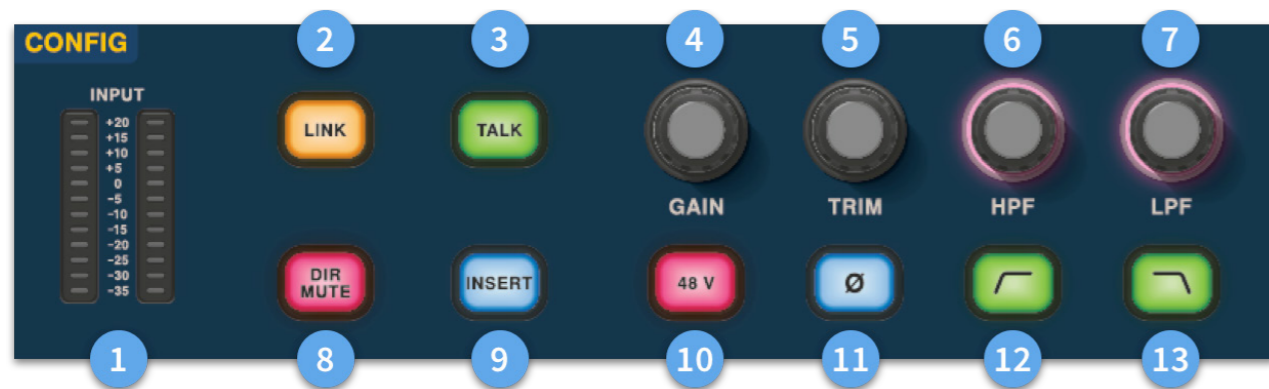 CONFIG
2 3 4 5 6 7
INPUT
+20
+15
+10
+5
0
−5
−10
−15
−20
−25
−30
−35
LINK
TALK
GAIN
TRIM
HPF
LPF
DIR
MUTE
INSERT
48 V
Ø
1 8 9 10 11 12 13